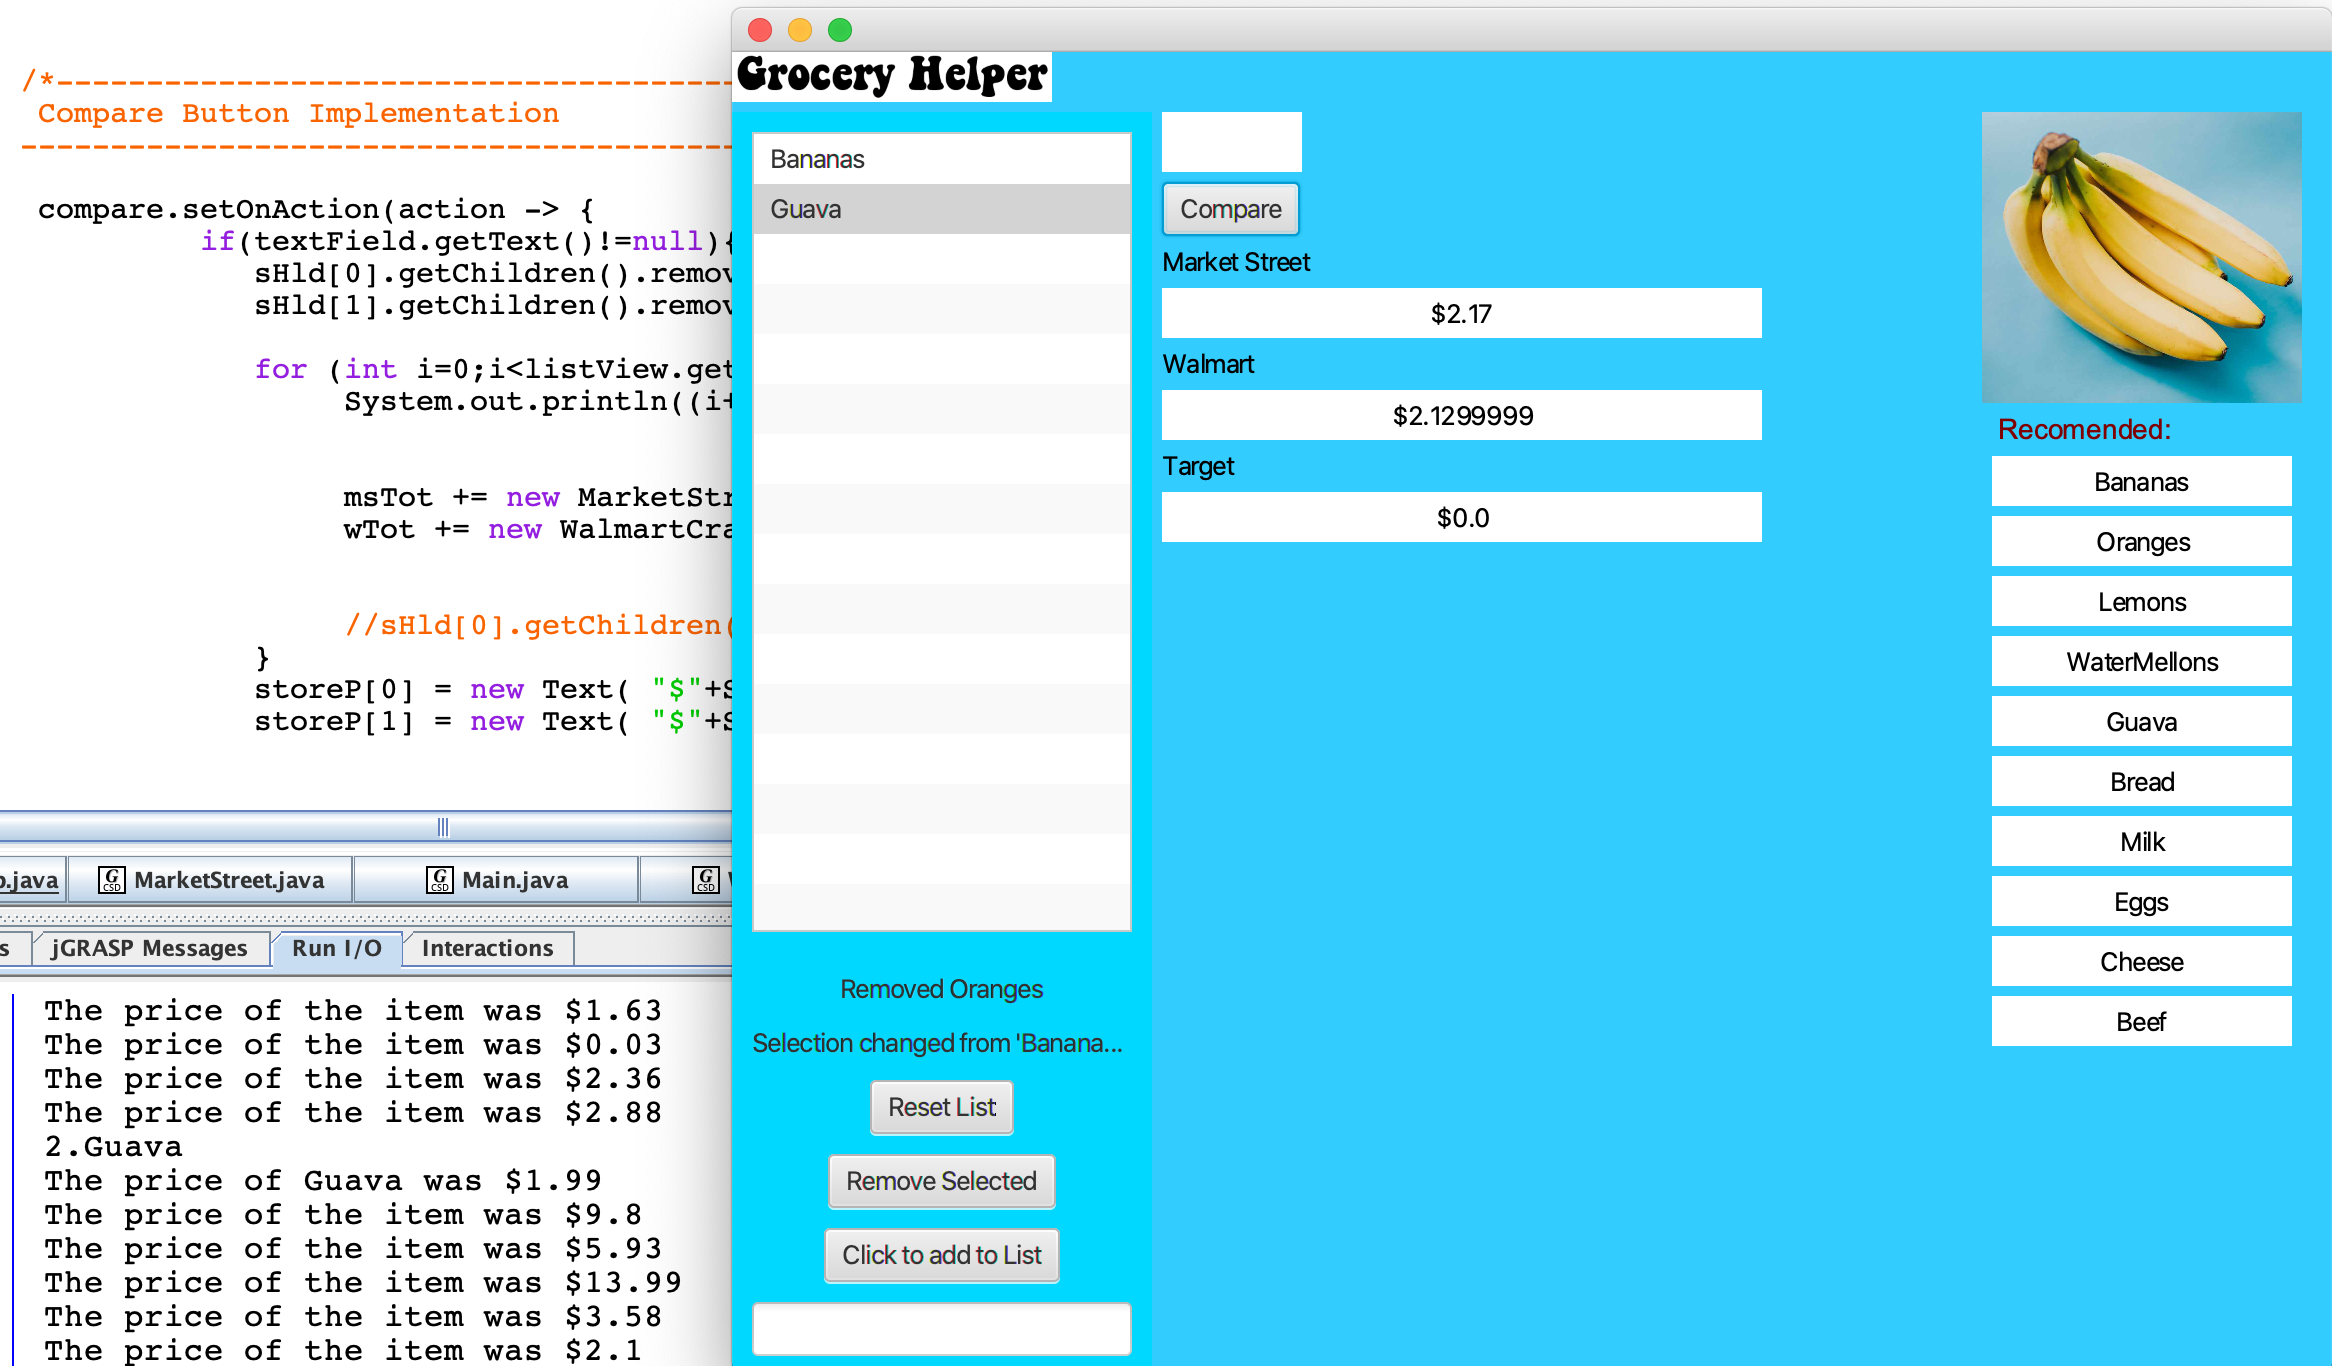 /*--------------------------------------
Compare Button Implementation
----------------------------------------
compare.setOnAction(action -> {
if(textField.getText()!=null){
sHld[0].getChildren().remov
sHld[1].getChildren().remov
for (int i=0;i<listView.get
System.out.println((i+
msTot += new MarketStr
wTot += new WalmartCra
//sHld[0].getChildren(
}
storeP[0] = new Text( "$"+S
storeP[1] = new Text( "$"+S
.java
MarketStreet.java
Main.java
s
jGRASP Messages
Run I/O
Interactions
The price of the item was $1.63
The price of the item was $0.03
The price of the item was $2.36
The price of the item was $2.88
2.Guava
The price of Guava was $1.99
The price of the item was $9.8
The price of the item was $5.93
The price of the item was $13.99
The price of the item was $3.58
The price of the item was $2.1
Grocery Helper
Bananas
Guava
Removed Oranges
Selection changed from 'Banana...
Reset List
Remove Selected
Click to add to List
Compare
Market Street
$2.17
Walmart
$2.1299999
Target
$0.0
Recomended:
Bananas
Oranges
Lemons
WaterMellons
Guava
Bread
Milk
Eggs
Cheese
Beef